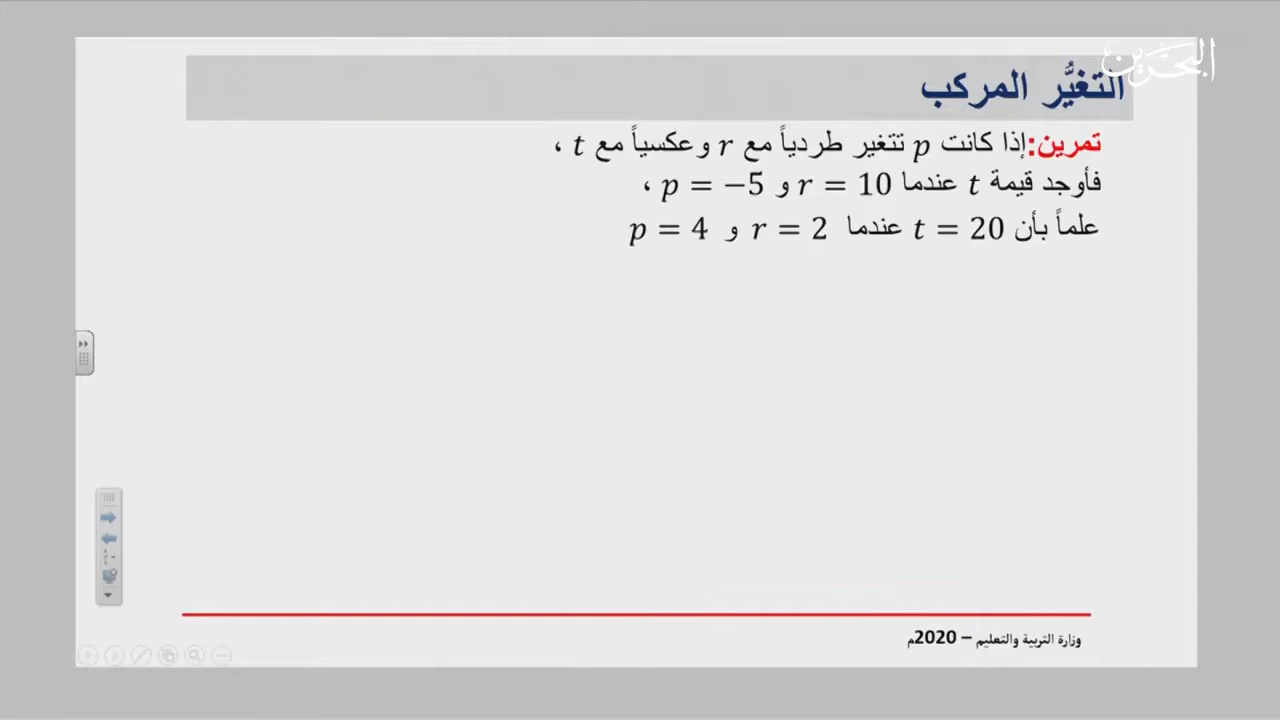 البحرين
التغيُّر المركب
تمرين:إذا كانت p تتغير طردياً مع r وعكسياً مع t ،
فأوجد قيمة t عندما r = 10 و p = −5 ،
علماً بأن t = 20 عندما r = 2 و p = 4
وزارة التربية والتعليم – 2020م